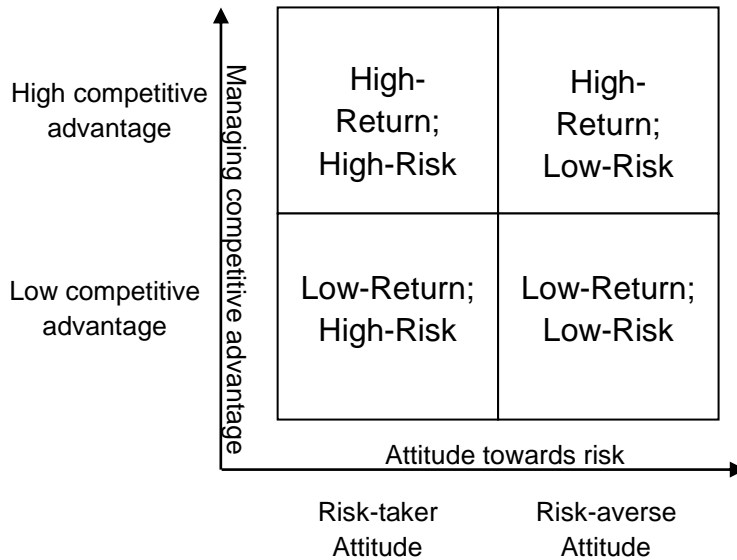 High competitive
advantage
Managing competitive advantage
High-
Return;
High-Risk
High-
Return;
Low-Risk
Low competitive
advantage
Low-Return;
High-Risk
Low-Return;
Low-Risk
Attitude towards risk
Risk-taker
Attitude
Risk-averse
Attitude